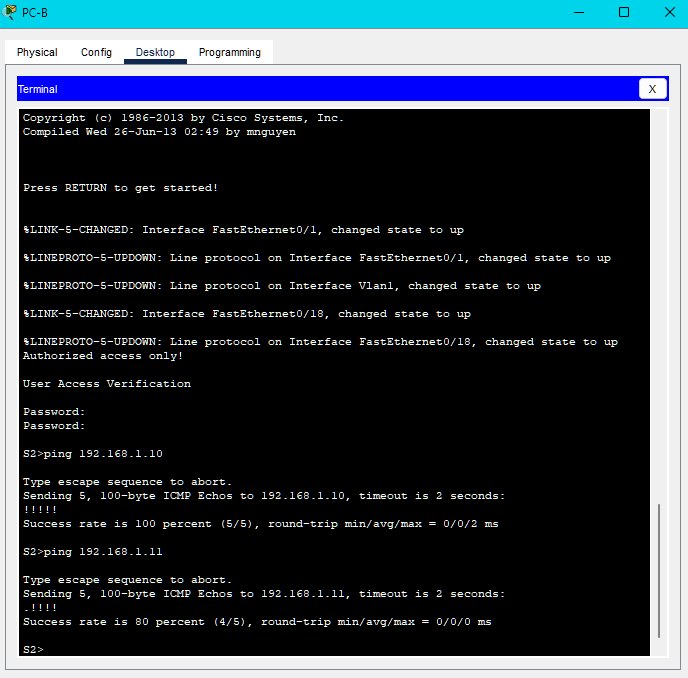 PC-B
Physical Config Desktop Programming
Terminal X
Copyright (c) 1986-2013 by Cisco Systems, Inc.
Compiled Wed 26-Jun-13 02:49 by mnguyen
Press RETURN to get started!
%LINK-5-CHANGED: Interface FastEthernet0/1, changed state to up
%LINEPROTO-5-UPDOWN: Line protocol on Interface FastEthernet0/1, changed state to up
%LINEPROTO-5-UPDOWN: Line protocol on Interface Vlan1, changed state to up
%LINK-5-CHANGED: Interface FastEthernet0/18, changed state to up
%LINEPROTO-5-UPDOWN: Line protocol on Interface FastEthernet0/18, changed state to up
Authorized access only!
User Access Verification
Password:
Password:
S2>ping 192.168.1.10
Type escape sequence to abort.
Sending 5, 100-byte ICMP Echos to 192.168.1.10, timeout is 2 seconds:
!!!!!
Success rate is 100 percent (5/5), round-trip min/avg/max = 0/0/2 ms
S2>ping 192.168.1.11
Type escape sequence to abort.
Sending 5, 100-byte ICMP Echos to 192.168.1.11, timeout is 2 seconds:
.!!!!
Success rate is 80 percent (4/5), round-trip min/avg/max = 0/0/0 ms
S2>